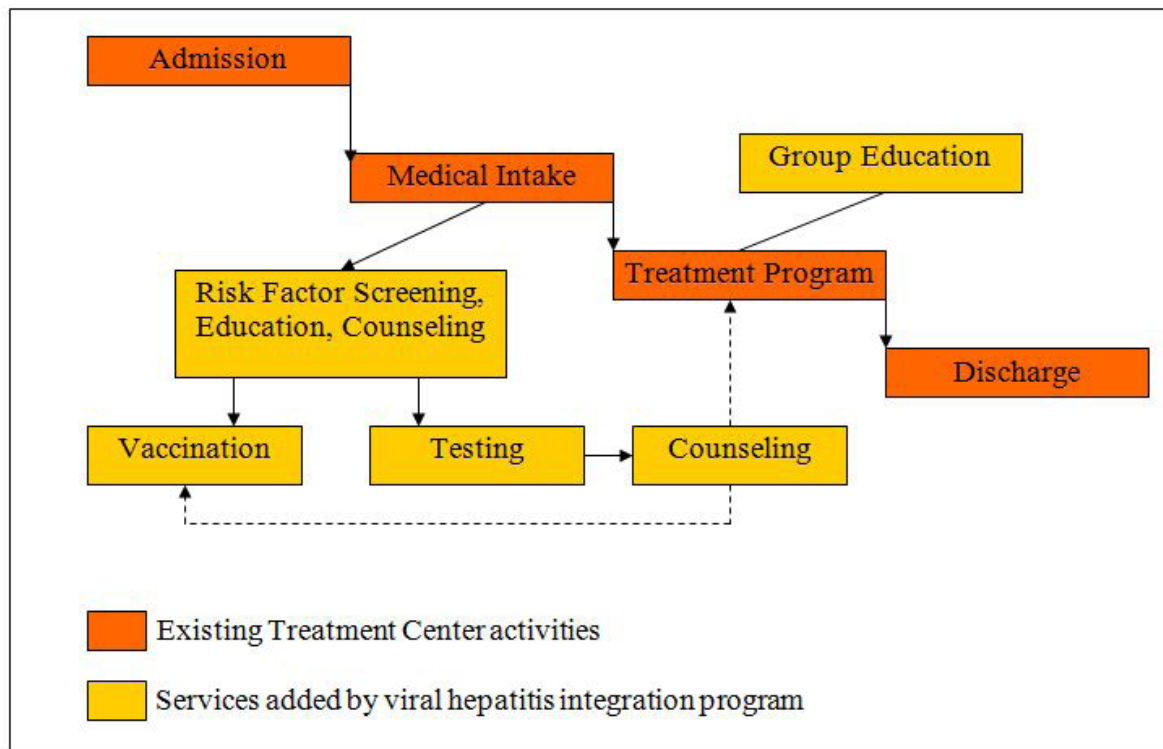 Admission
Medical Intake
Group Education
Treatment Program
Risk Factor Screening,
Education, Counseling
Discharge
Vaccination
Testing
Counseling
Existing Treatment Center activities
Services added by viral hepatitis integration program